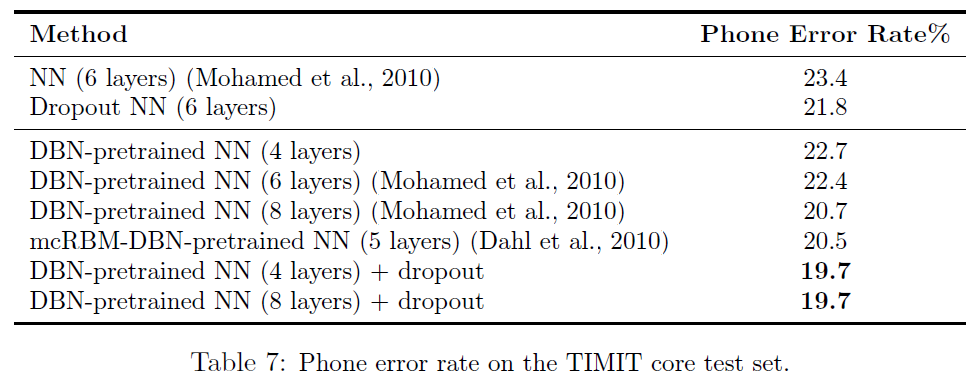 Method Phone Error Rate%
NN (6 layers) (Mohamed et al., 2010) 23.4
Dropout NN (6 layers) 21.8
DBN-pretrained NN (4 layers) 22.7
DBN-pretrained NN (6 layers) (Mohamed et al., 2010) 22.4
DBN-pretrained NN (8 layers) (Mohamed et al., 2010) 20.7
mcRBM-DBN-pretrained NN (5 layers) (Dahl et al., 2010) 20.5
DBN-pretrained NN (4 layers) + dropout 19.7
DBN-pretrained NN (8 layers) + dropout 19.7
Table 7: Phone error rate on the TIMIT core test set.